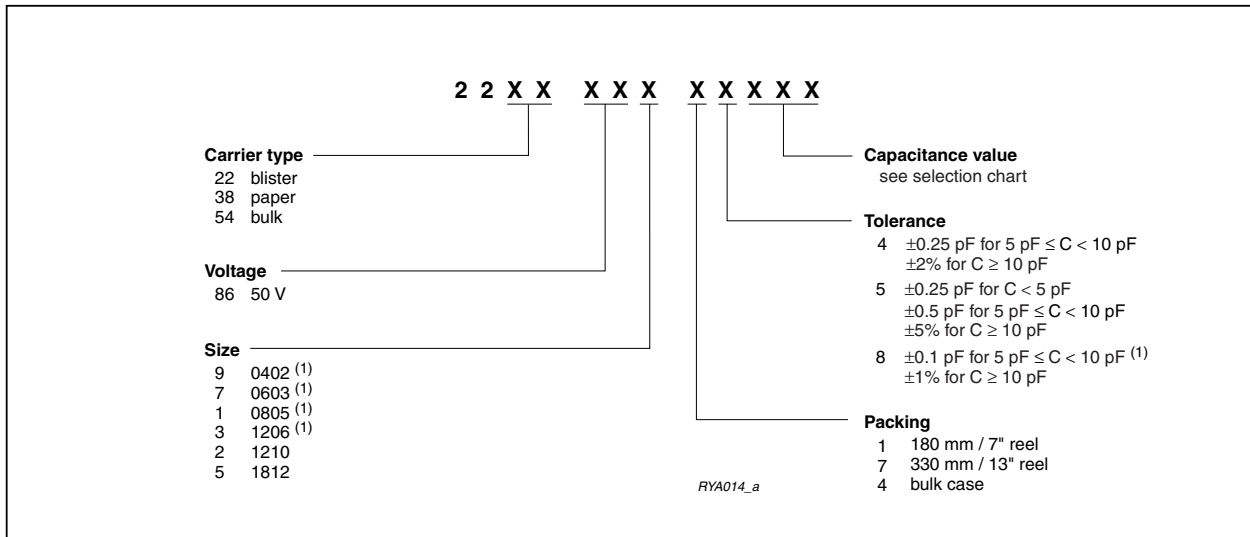 2 2 X X X X X X X X X X
Carrier type
22 blister
38 paper
54 bulk
Voltage
86 50 V
Size
9 0402 (1)
7 0603 (1)
1 0805 (1)
3 1206 (1)
2 1210
5 1812
Capacitance value
see selection chart
Tolerance
4 ±0.25 pF for 5 pF ≤ C < 10 pF
±2% for C ≥ 10 pF
5 ±0.25 pF for C < 5 pF
±0.5 pF for 5 pF ≤ C < 10 pF
±5% for C ≥ 10 pF
8 ±0.1 pF for 5 pF ≤ C < 10 pF (1)
±1% for C ≥ 10 pF
Packing
1 180 mm / 7" reel
7 330 mm / 13" reel
4 bulk case
RYA014_a